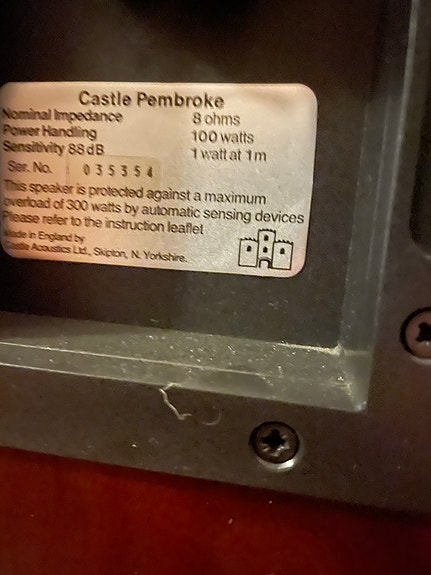 Castle Pembroke
Nominal Impedance 8 ohms
Power Handling 100 watts
Sensitivity 88dB 1 watt at 1m
Ser. No. 035354
This speaker is protected against a maximum
overload of 300 watts by automatic sensing devices
Please refer to the instruction leaflet
Made in England by
Castle Acoustics Ltd., Skipton, N. Yorkshire.